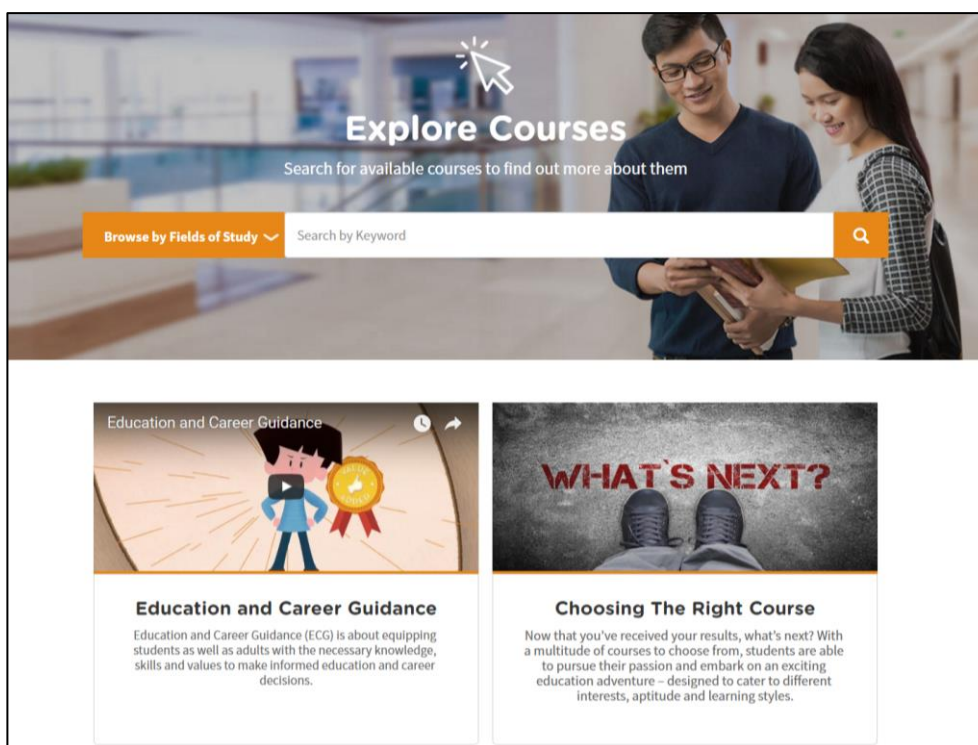 Explore Courses
Search for available courses to find out more about them
Browse by Fields of Study
Search by Keyword
Education and Career Guidance
VALUE
ADDED
WHAT'S NEXT?
Education and Career Guidance
Education and Career Guidance (ECG) is about equipping
students as well as adults with the necessary knowledge,
skills and values to make informed education and career
decisions.
Choosing The Right Course
Now that you've received your results, what's next? With
a multitude of courses to choose from, students are able
to pursue their passion and embark on an exciting
education adventure – designed to cater to different
interests, aptitude and learning styles.